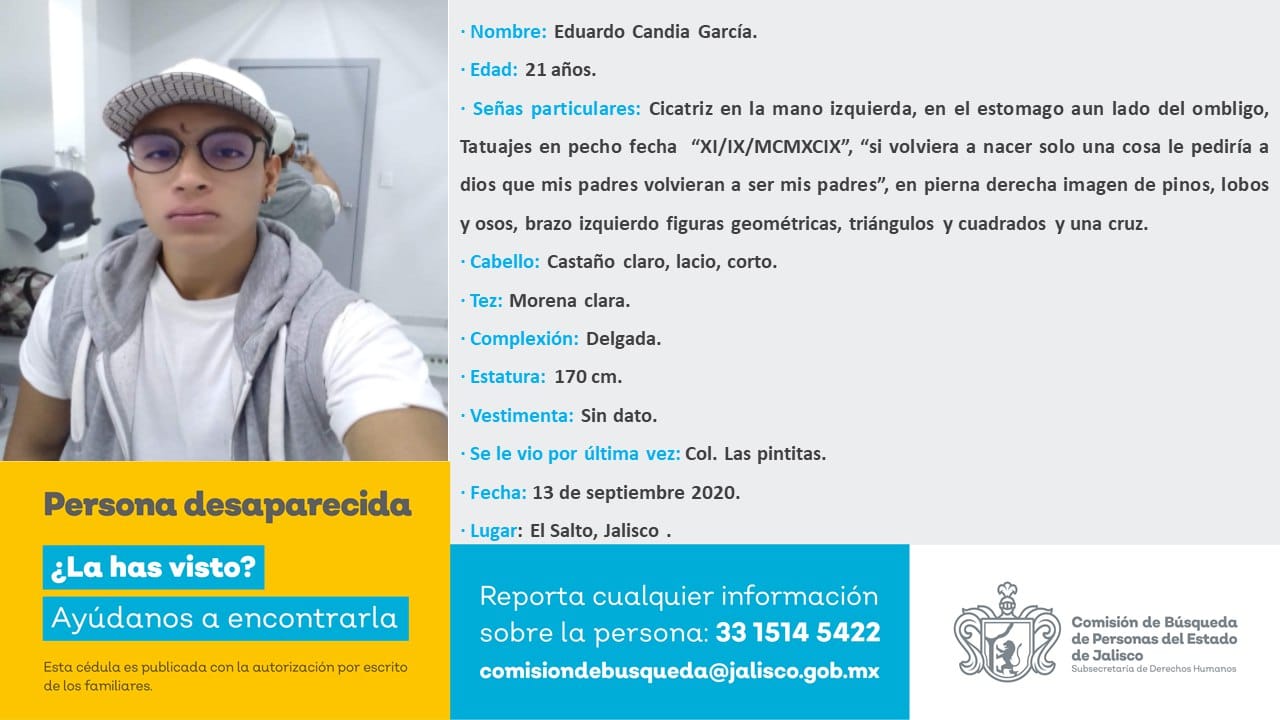 · Nombre: Eduardo Candia García.
· Edad: 21 años.
· Señas particulares: Cicatriz en la mano izquierda, en el estomago aun lado del ombligo,
Tatuajes en pecho fecha “XI/IX/MCMXCIX”, “si volviera a nacer solo una cosa le pediría a
dios que mis padres volvieran a ser mis padres”, en pierna derecha imagen de pinos, lobos
y osos, brazo izquierdo figuras geométricas, triángulos y cuadrados y una cruz.
· Cabello: Castaño claro, lacio, corto.
· Tez: Morena clara.
· Complexión: Delgada.
· Estatura: 170 cm.
· Vestimenta: Sin dato.
· Se le vio por última vez: Col. Las pintitas.
· Fecha: 13 de septiembre 2020.
· Lugar: El Salto, Jalisco .
Persona desaparecida
¿La has visto?
Ayúdanos a encontrarla
Esta cédula es publicada con la autorización por escrito
de los familiares.
Reporta cualquier información
sobre la persona: 33 1514 5422
comisiondebusqueda@jalisco.gob.mx
Comisión de Búsqueda
de Personas del Estado
de Jalisco
Subsecretaría de Derechos Humanos